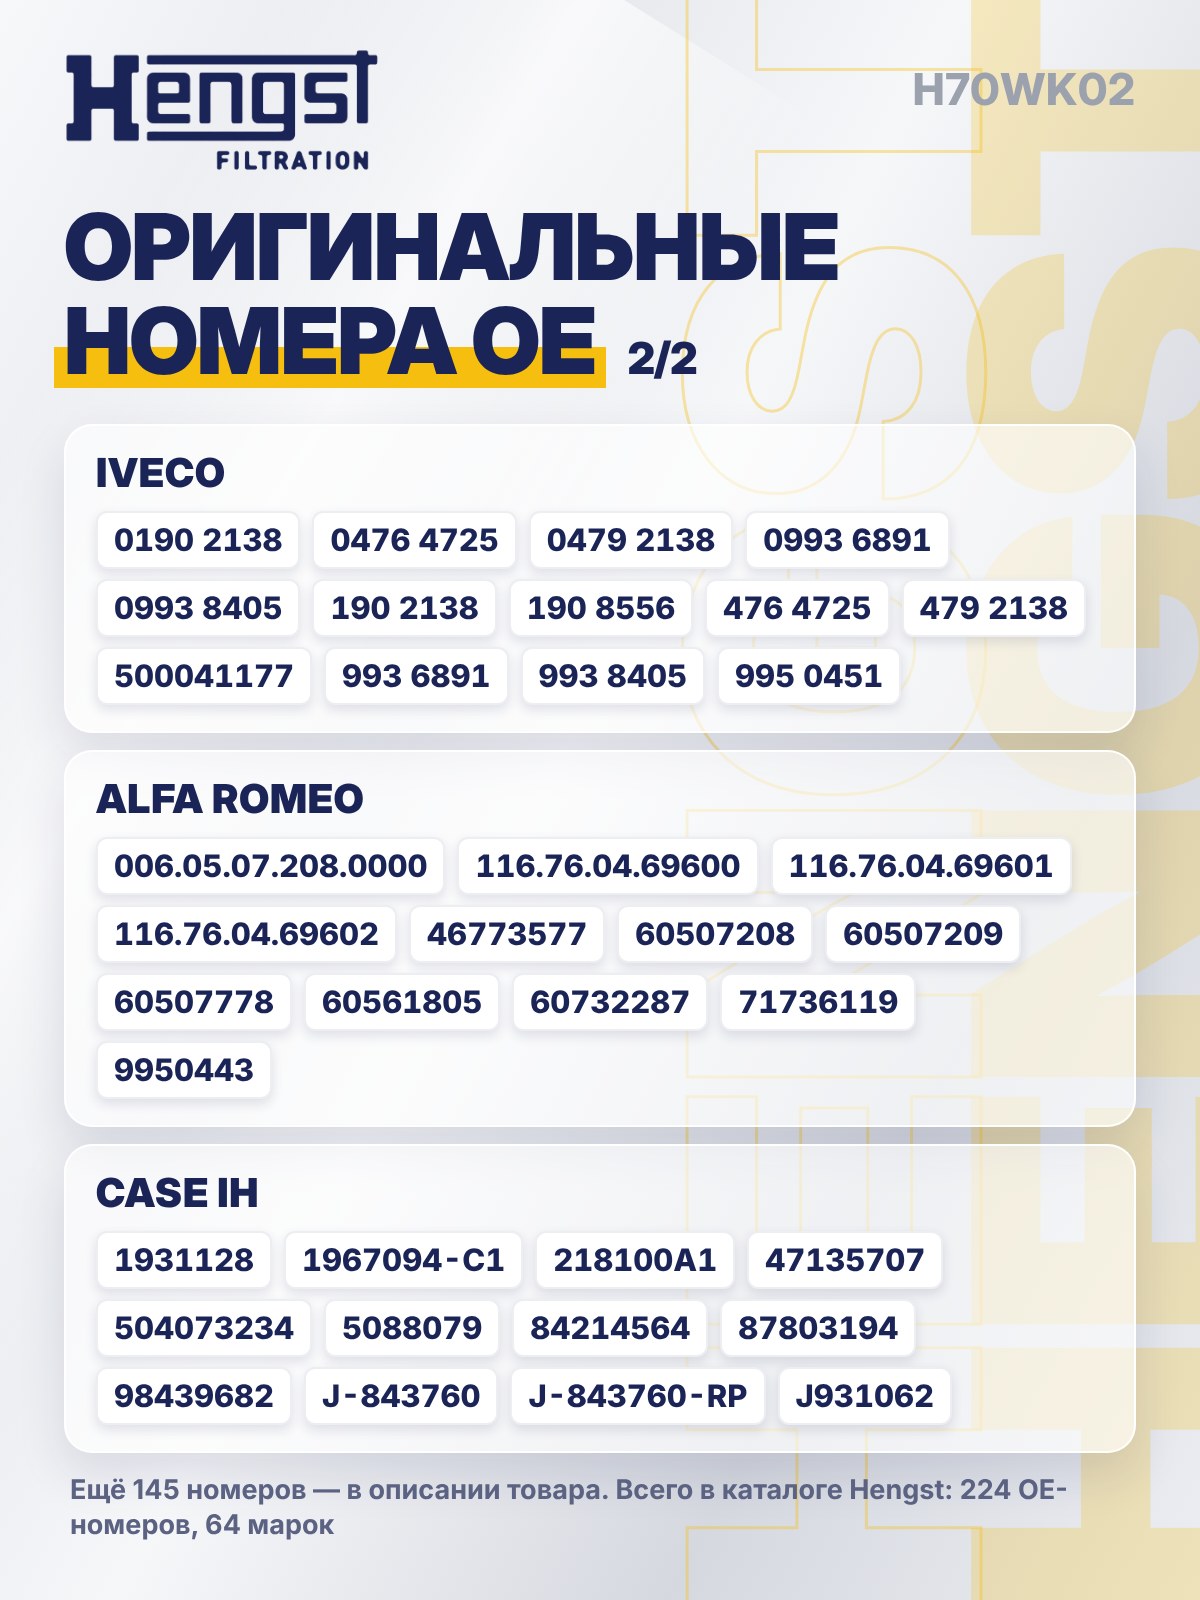 Hengst
FILTRATION
H70WK02
ОРИГИНАЛЬНЫЕ
НОМЕРА OE 2/2
IVECO
0190 2138 0476 4725 0479 2138 0993 6891
0993 8405 190 2138 190 8556 476 4725 479 2138
500041177 993 6891 993 8405 995 0451
ALFA ROMEO
006.05.07.208.0000 116.76.04.69600 116.76.04.69601
116.76.04.69602 46773577 60507208 60507209
60507778 60561805 60732287 71736119
9950443
CASE IH
1931128 1967094-C1 218100A1 47135707
504073234 5088079 84214564 87803194
98439682 J-843760 J-843760-RP J931062
Ещё 145 номеров — в описании товара. Всего в каталоге Hengst: 224 OE-
номеров, 64 марок
HENGST
HENGST